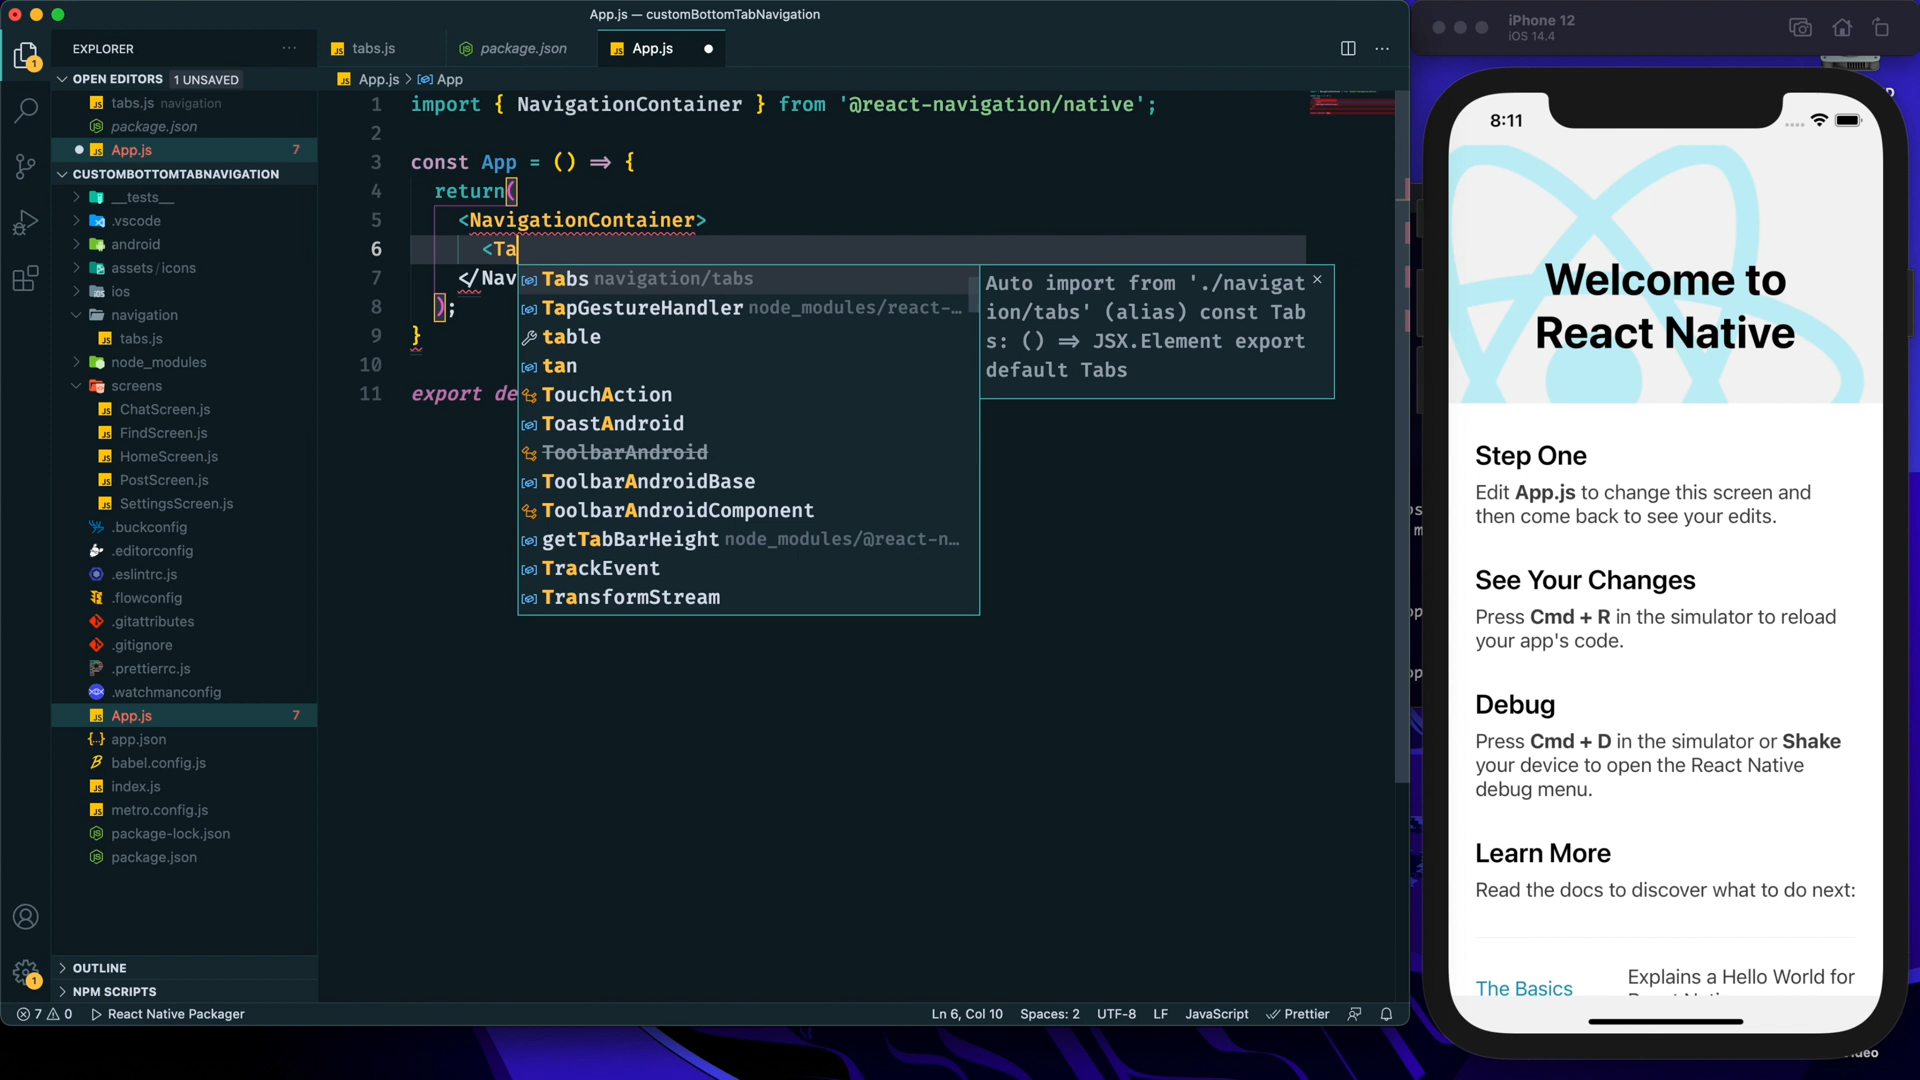 App.js — customBottomTabNavigation
EXPLORER
OPEN EDITORS 1 UNSAVED
tabs.js navigation
package.json
App.js 7
CUSTOMBOTTOMTABNAVIGATION
__tests__
.vscode
android
assets/icons
ios
navigation
tabs.js
node_modules
screens
ChatScreen.js
FindScreen.js
HomeScreen.js
PostScreen.js
SettingsScreen.js
.buckconfig
.editorconfig
.eslintrc.js
.flowconfig
.gitattributes
.gitignore
.prettierrc.js
.watchmanconfig
App.js 7
app.json
babel.config.js
index.js
metro.config.js
package-lock.json
package.json
OUTLINE
NPM SCRIPTS
1
1
tabs.js package.json App.js
App.js > App
1 import { NavigationContainer } from '@react-navigation/native';
2
3 const App = () => {
4 return(
5 <NavigationContainer>
6 <Ta
7 </Nav
8 );
9 }
10
11 export de
Tabs navigation/tabs
TapGestureHandler node_modules/react-…
table
tan
TouchAction
ToastAndroid
ToolbarAndroid
ToolbarAndroidBase
ToolbarAndroidComponent
getTabBarHeight node_modules/@react-n…
TrackEvent
TransformStream
Auto import from './navigat
ion/tabs' (alias) const Tab
s: () => JSX.Element export
default Tabs
7 0 React Native Packager
Ln 6, Col 10 Spaces: 2 UTF-8 LF JavaScript Prettier
iPhone 12
iOS 14.4
8:11
Welcome to
React Native
Step One
Edit App.js to change this screen and
then come back to see your edits.
See Your Changes
Press Cmd + R in the simulator to reload
your app's code.
Debug
Press Cmd + D in the simulator or Shake
your device to open the React Native
debug menu.
Learn More
Read the docs to discover what to do next:
The Basics
Explains a Hello World for